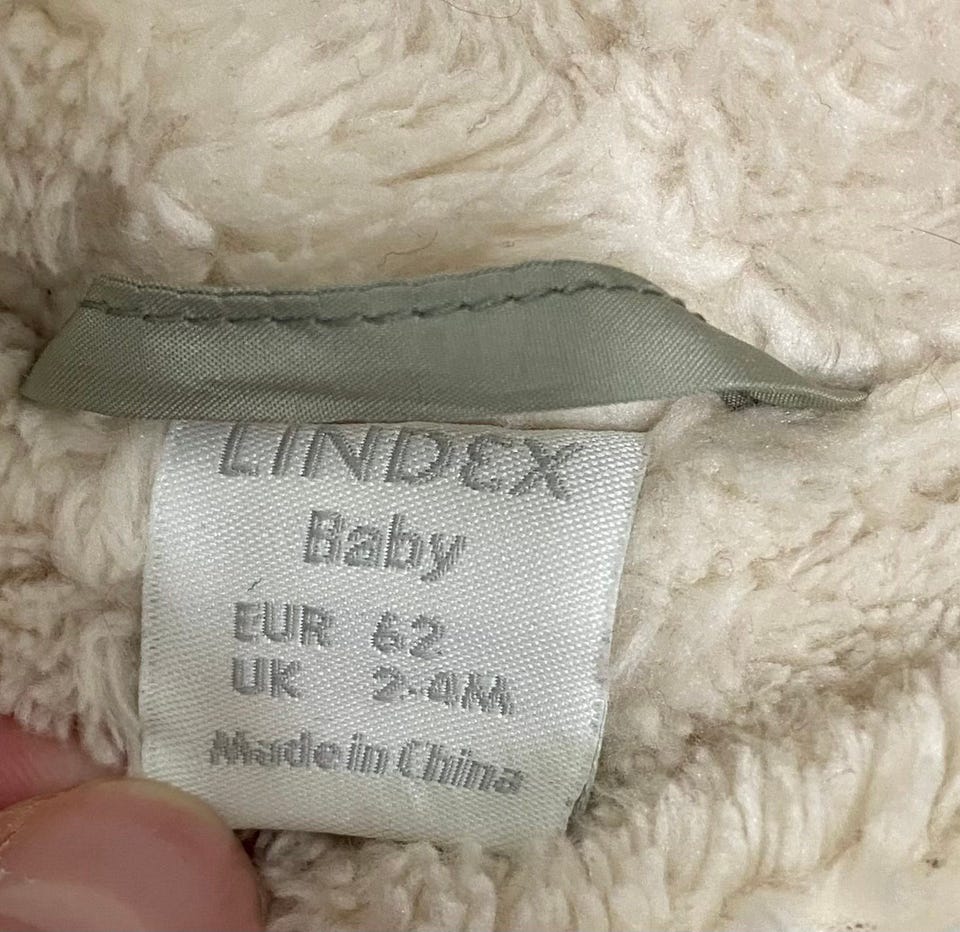 LINDEX
Baby
EUR 62
UK 2-4M
Made in China